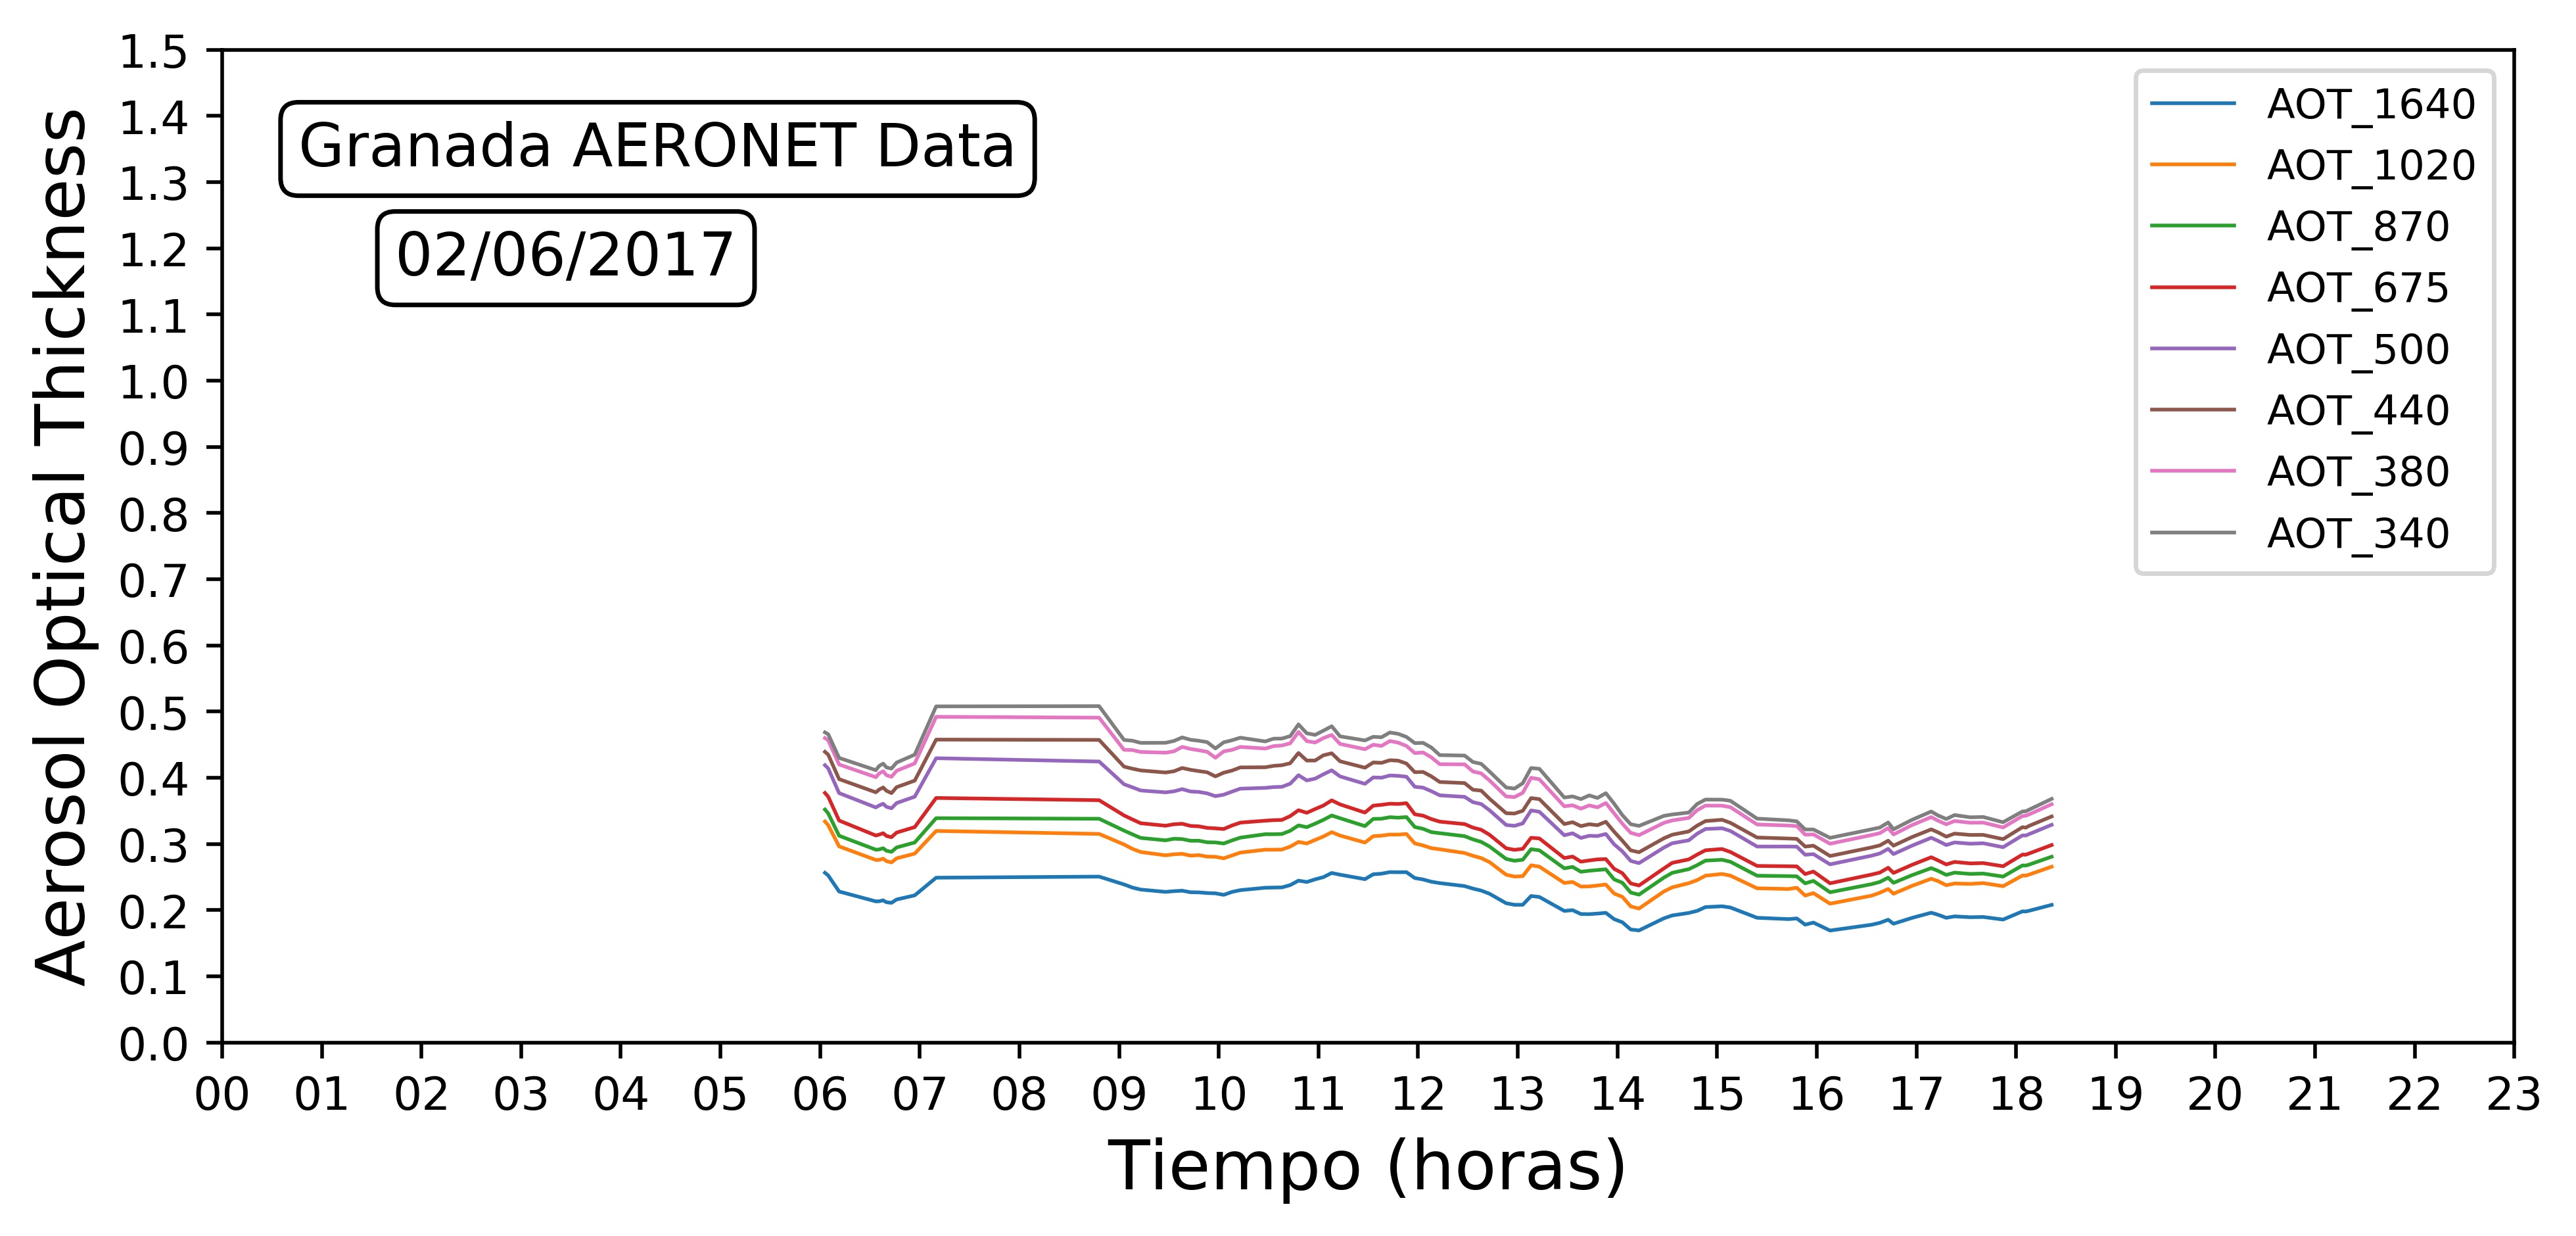 Granada AERONET Data
02/06/2017
AOT_1640
AOT_1020
AOT_870
AOT_675
AOT_500
AOT_440
AOT_380
AOT_340
Aerosol Optical Thickness
1.5
1.4
1.3
1.2
1.1
1.0
0.9
0.8
0.7
0.6
0.5
0.4
0.3
0.2
0.1
0.0
00 01 02 03 04 05 06 07 08 09 10 11 12 13 14 15 16 17 18 19 20 21 22 23
Tiempo (horas)